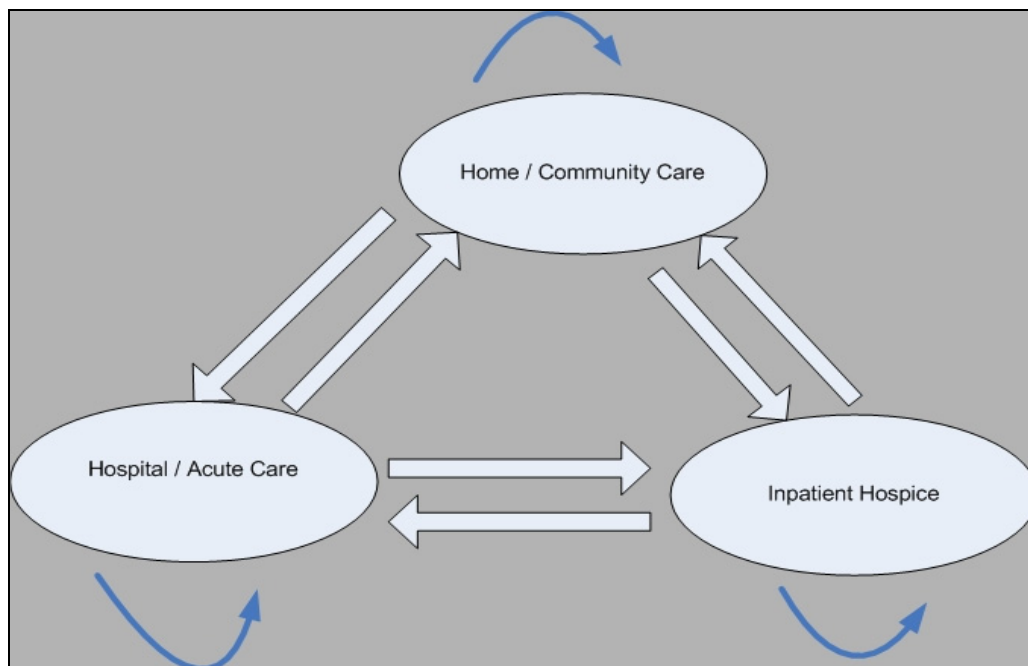 Home / Community Care
Hospital / Acute Care
Inpatient Hospice